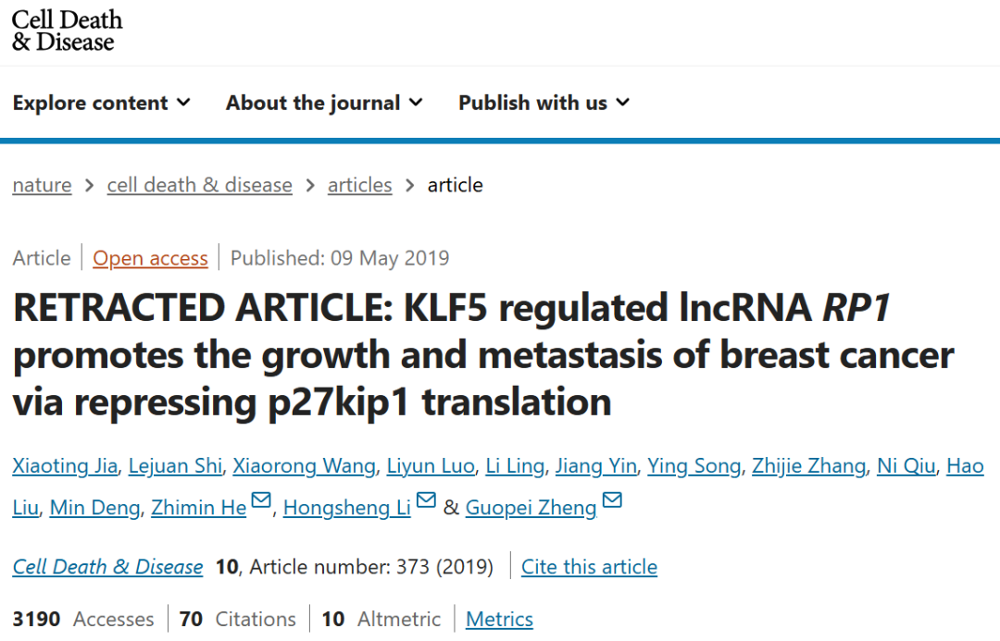 Cell Death
& Disease
Explore content About the journal Publish with us
nature > cell death & disease > articles > article
Article Open access Published: 09 May 2019
RETRACTED ARTICLE: KLF5 regulated lncRNA RP1
promotes the growth and metastasis of breast cancer
via repressing p27kip1 translation
Xiaoting Jia, Lejuan Shi, Xiaorong Wang, Liyun Luo, Li Ling, Jiang Yin, Ying Song, Zhijie Zhang, Ni Qiu, Hao
Liu, Min Deng, Zhimin He, Hongsheng Li & Guopei Zheng
Cell Death & Disease 10, Article number: 373 (2019) Cite this article
3190 Accesses 70 Citations 10 Altmetric Metrics